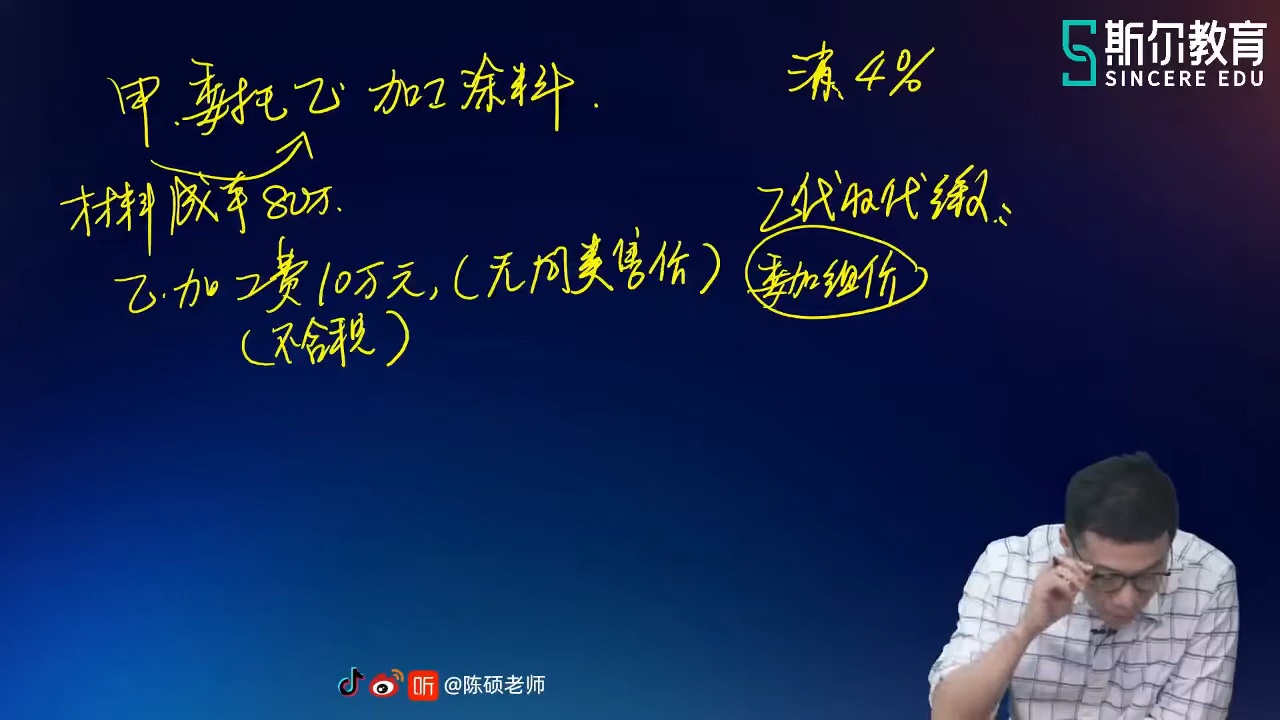 斯尔教育
SINCERE EDU
甲.委托乙加工涂料.
消、4%
材料成本80万.
乙代收代缴.:
乙.加工费10万元,(无同类售价)
委加组价
(不含税)
听 @陈硕老师